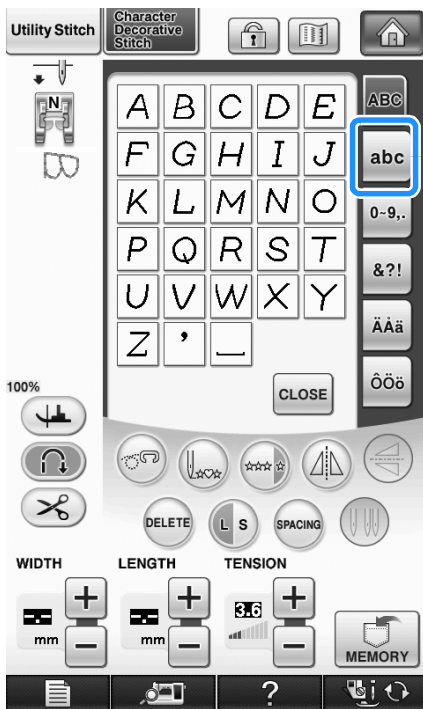 Utility Stitch
Character
Decorative
Stitch
N
B
A B C D E
F G H I J
K L M N O
P Q R S T
U V W X Y
Z ' _
ABC
abc
0~9,.
&?!
ÄÅä
ÔÖö
CLOSE
100%
DELETE
L S
SPACING
WIDTH
LENGTH
TENSION
+
+
3.6
+
mm
−
mm
−
−
MEMORY
?